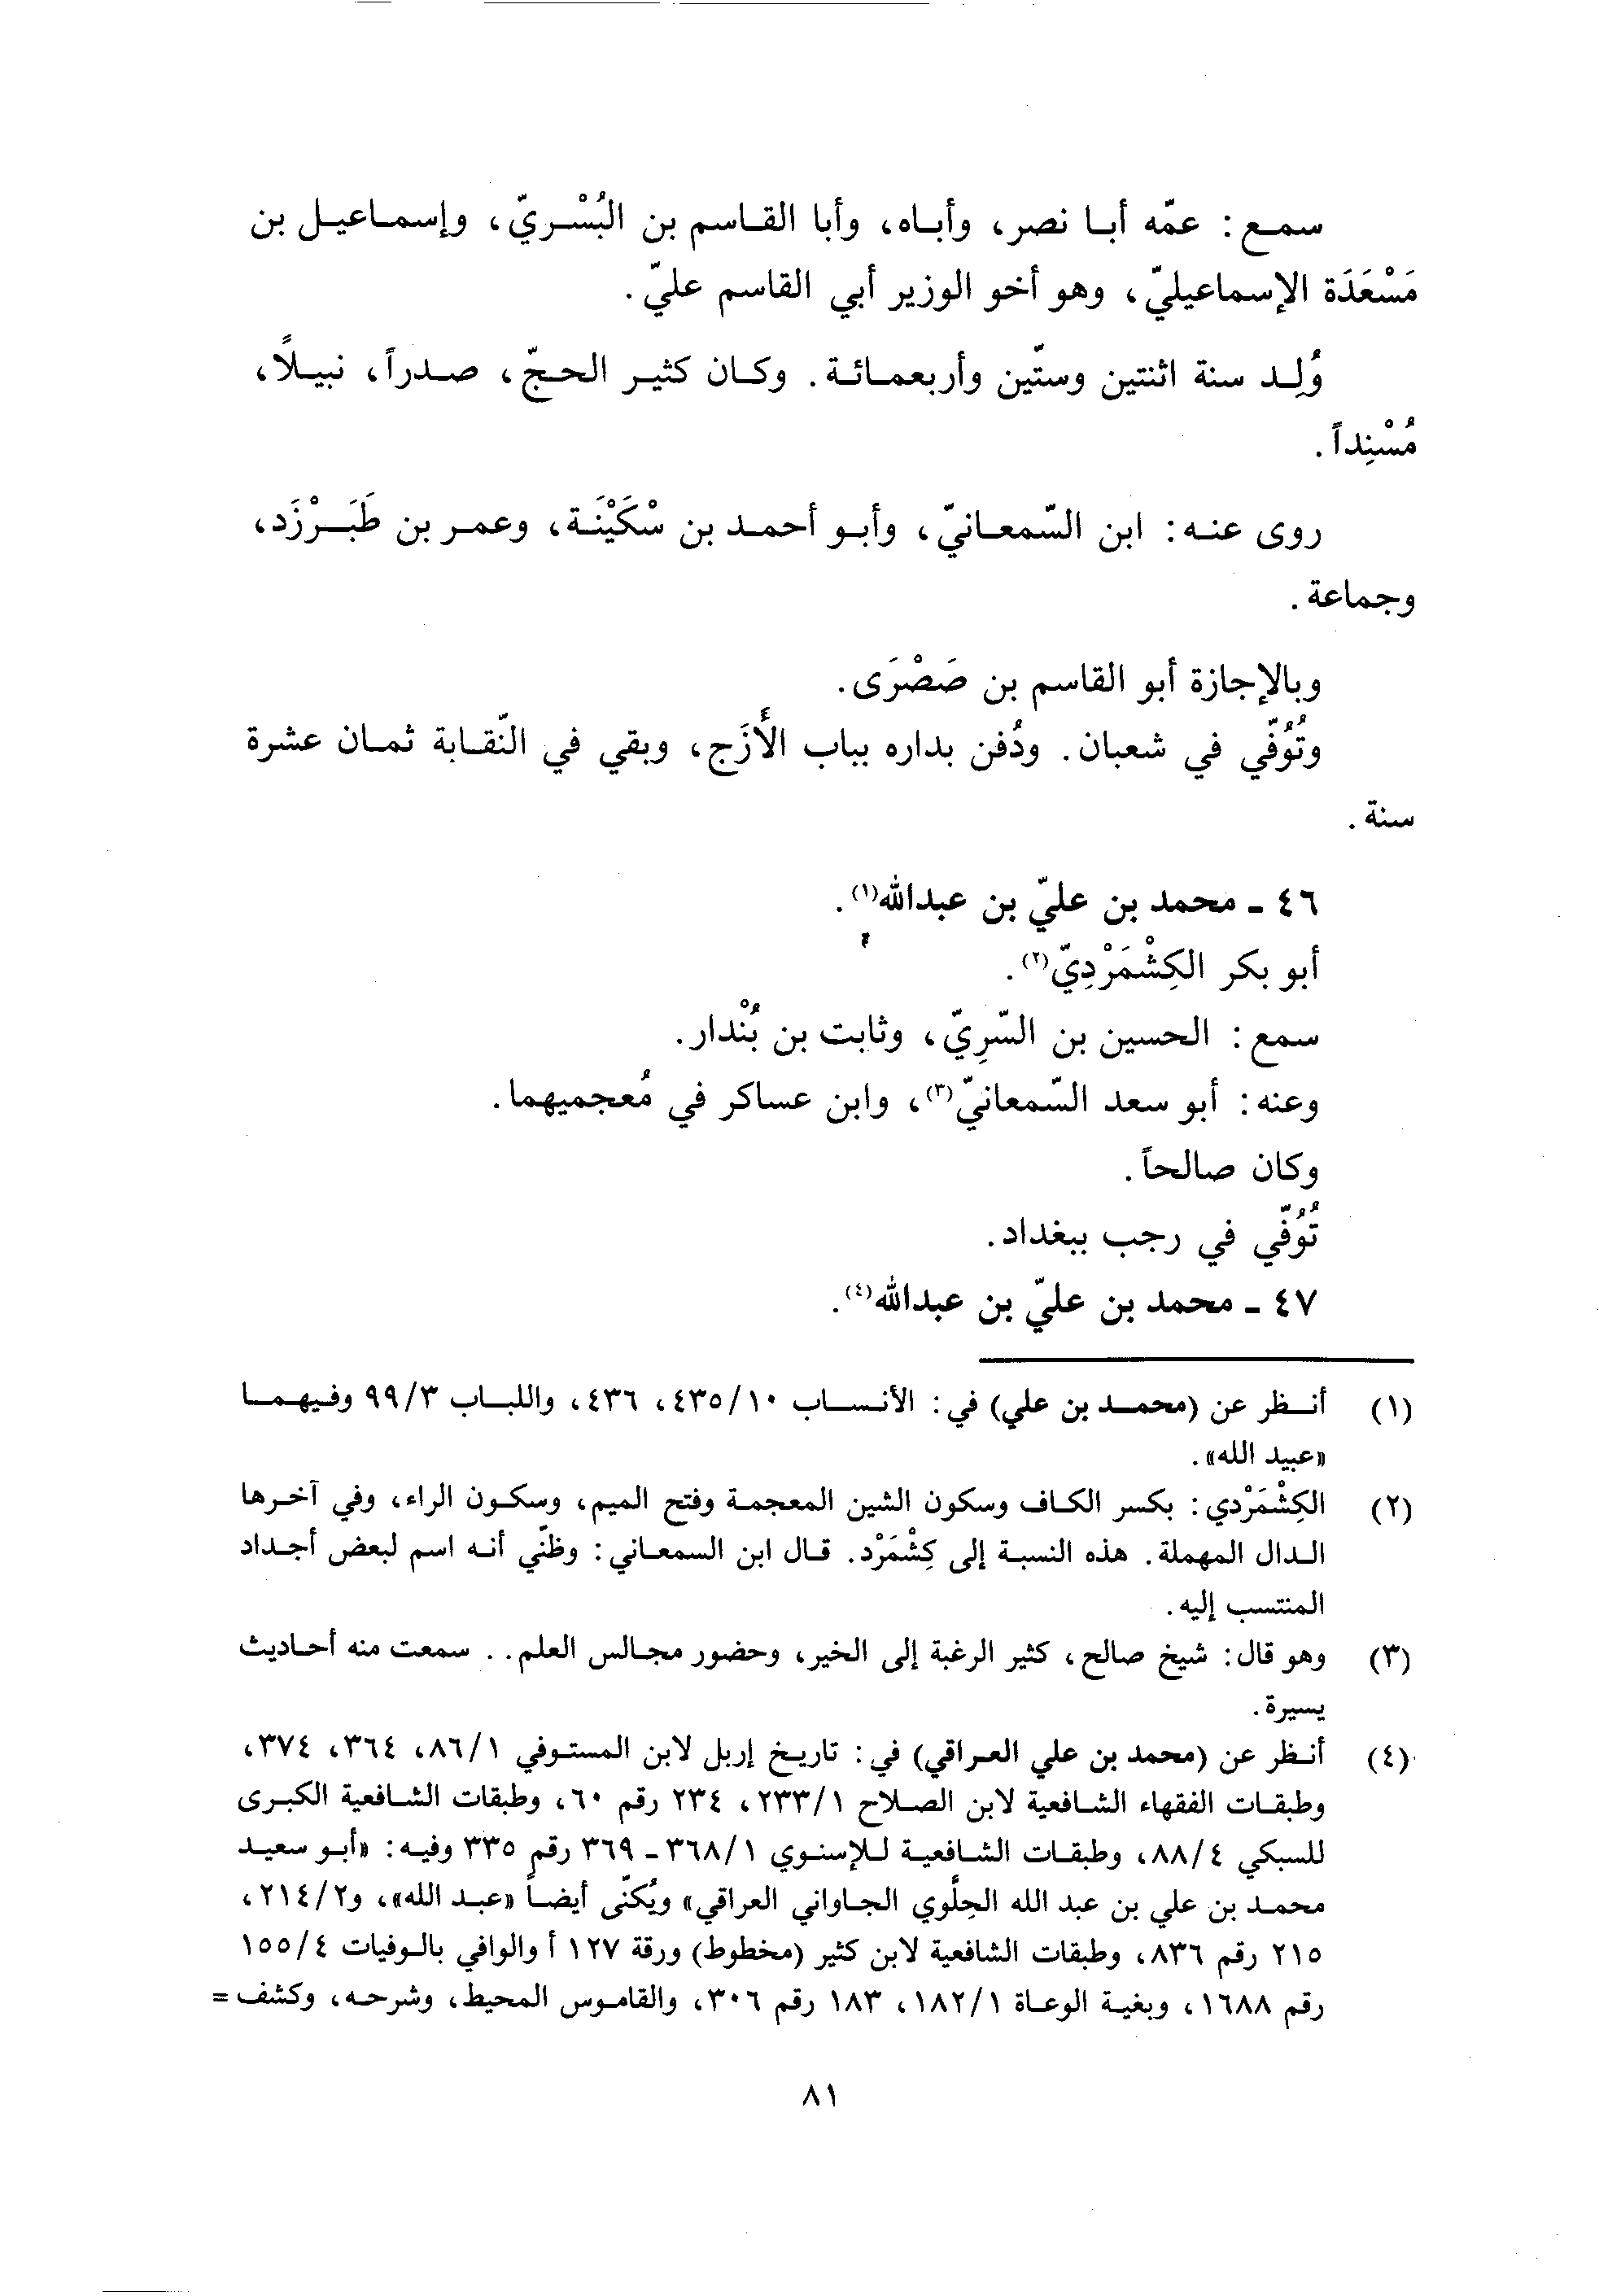 سمع : عمّه أبا نصر، وأباه، وأبا القاسم بن البُسْريّ، وإسماعيل بن
مَسْعَدَة الإسماعيليّ، وهو أخو الوزير أبي القاسم عليّ.
وُلِد سنة اثنتين وستّين وأربعمائة. وكان كثير الحجّ، صدراً، نبيلاً،
مُسْنِداً.
روى عنه: ابن السّمعانيّ، وأبو أحمد بن سْكَيْنَة، وعمر بن طَبَرْزَد،
وجماعة.
وبالإجازة أبو القاسم بن صَصْرَى.
وتُوُفّي في شعبان. ودُفن بداره بباب الأَزَج، وبقي في النّقابة ثمان عشرة
سنة.
٤٦ ـ محمد بن عليّ بن عبدالله(١).
أبو بكر الكِشْمَرْدِيّ(٢).
سمع: الحسين بن السّرِيّ، وثابت بن بُنْدار.
وعنه: أبو سعد السّمعانيّ(٣)، وابن عساكر في مُعجميهما.
وكان صالحاً.
تُوُفّي في رجب ببغداد.
٤٧ ـ محمد بن عليّ بن عبدالله(٤).
(١) أنظر عن (محمد بن علي) في: الأنساب ٤٣٥/١٠، ٤٣٦، واللباب ٩٩/٣ وفيهما
«عبيد الله».
(٢) الكِشْمَرْدي: بكسر الكاف وسكون الشين المعجمة وفتح الميم، وسكون الراء، وفي آخرها
الدال المهملة. هذه النسبة إلى كِشْمَرْد. قال ابن السمعاني: وظنّي أنه اسم لبعض أجداد
المنتسب إليه.
(٣) وهو قال: شيخ صالح، كثير الرغبة إلى الخير، وحضور مجالس العلم.. سمعت منه أحاديث
يسيرة.
(٤) أنظر عن (محمد بن علي العراقي) في: تاريخ إربل لابن المستوفي ٨٦/١، ٣٦٤، ٣٧٤،
وطبقات الفقهاء الشافعية لابن الصلاح ٢٣٣/١، ٢٣٤ رقم ٦٠، وطبقات الشافعية الكبرى
للسبكي ٨٨/٤، وطبقات الشافعية للإسنوي ٣٦٨/١ ـ ٣٦٩ رقم ٣٣٥ وفيه: «أبو سعيد
محمد بن علي بن عبد الله الحِلّوي الجاواني العراقي» ويُكنّى أيضاً «عبد الله»، و٢١٤/٢،
٢١٥ رقم ٨٣٦، وطبقات الشافعية لابن كثير (مخطوط) ورقة ١٢٧ أ والوافي بالوفيات ١٥٥/٤
رقم ١٦٨٨، وبغية الوعاة ١٨٢/١، ١٨٣ رقم ٣٠٦، والقاموس المحيط، وشرحه، وكشف =
٨١